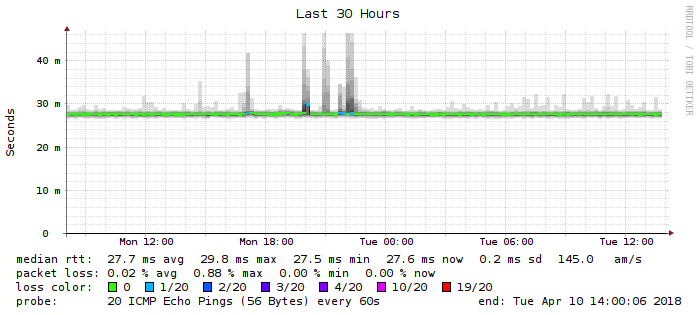 Last 30 Hours
RRDTOOL / TOBI OETIKER
Seconds
40 m
30 m
20 m
10 m
0
Mon 12:00 Mon 18:00 Tue 00:00 Tue 06:00 Tue 12:00
median rtt: 27.7 ms avg 29.8 ms max 27.5 ms min 27.6 ms now 0.2 ms sd 145.0 am/s
packet loss: 0.02 % avg 0.88 % max 0.00 % min 0.00 % now
loss color: 0 1/20 2/20 3/20 4/20 10/20 19/20
probe: 20 ICMP Echo Pings (56 Bytes) every 60s end: Tue Apr 10 14:00:06 2018